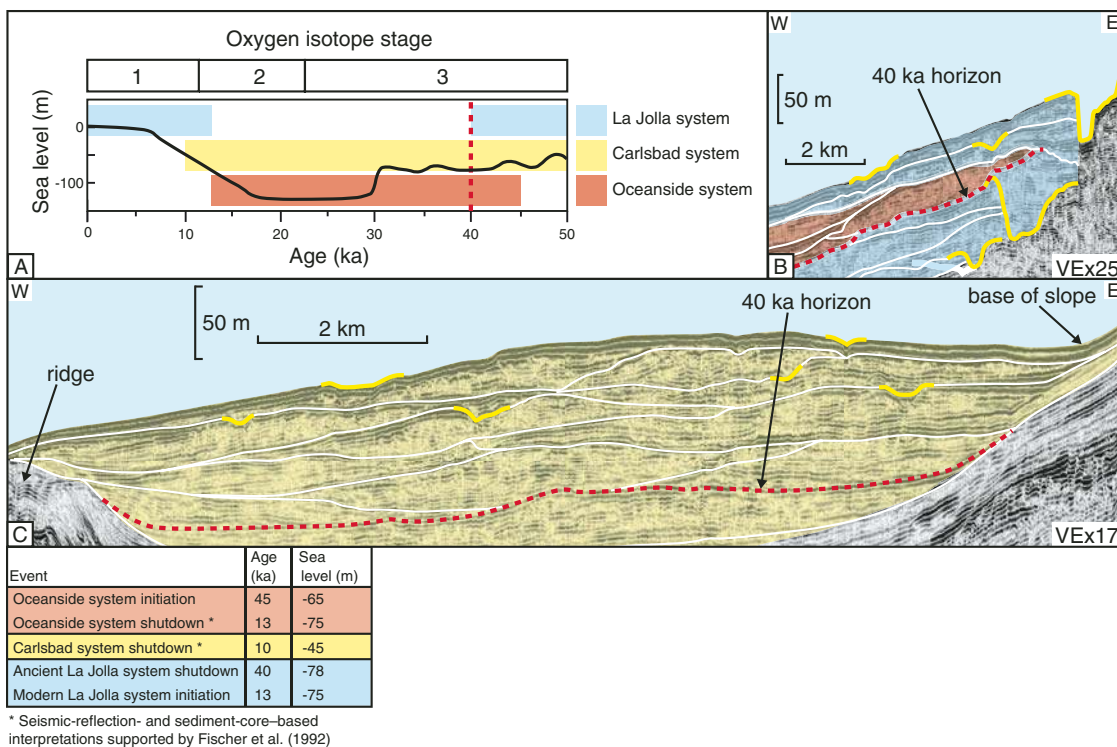 Oxygen isotope stage
1 2 3
Sea level (m)
0
-100
0 10 20 30 40 50
Age (ka)
La Jolla system
Carlsbad system
Oceanside system
A
W E
50 m
2 km
40 ka horizon
B VEx25
W E
50 m
2 km
40 ka horizon
base of slope
ridge
C VEx17
Event Age (ka) Sea level (m)
Oceanside system initiation 45 -65
Oceanside system shutdown * 13 -75
Carlsbad system shutdown * 10 -45
Ancient La Jolla system shutdown 40 -78
Modern La Jolla system initiation 13 -75
* Seismic-reflection- and sediment-core–based
interpretations supported by Fischer et al. (1992)